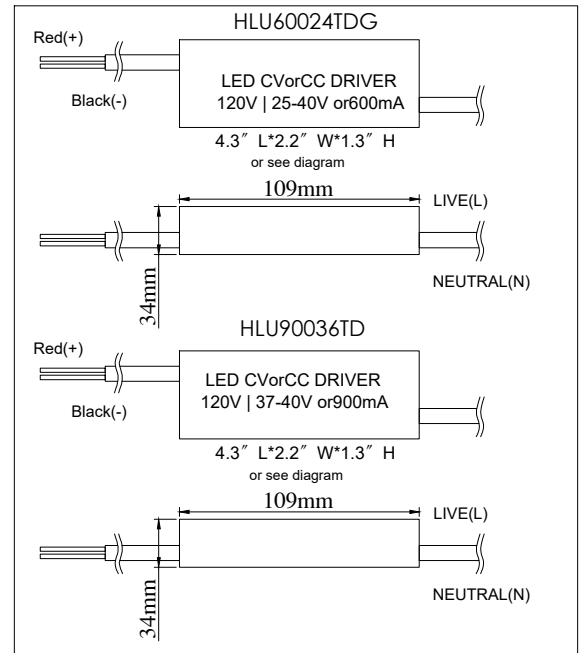 HLU60024TDG
Red(+)
LED CVorCC DRIVER
120V | 25-40V or600mA
Black(-)
4.3″ L*2.2″ W*1.3″ H
or see diagram
109mm
LIVE(L)
34mm
NEUTRAL(N)
HLU90036TD
Red(+)
LED CVorCC DRIVER
120V | 37-40V or900mA
Black(-)
4.3″ L*2.2″ W*1.3″ H
or see diagram
109mm
LIVE(L)
34mm
NEUTRAL(N)